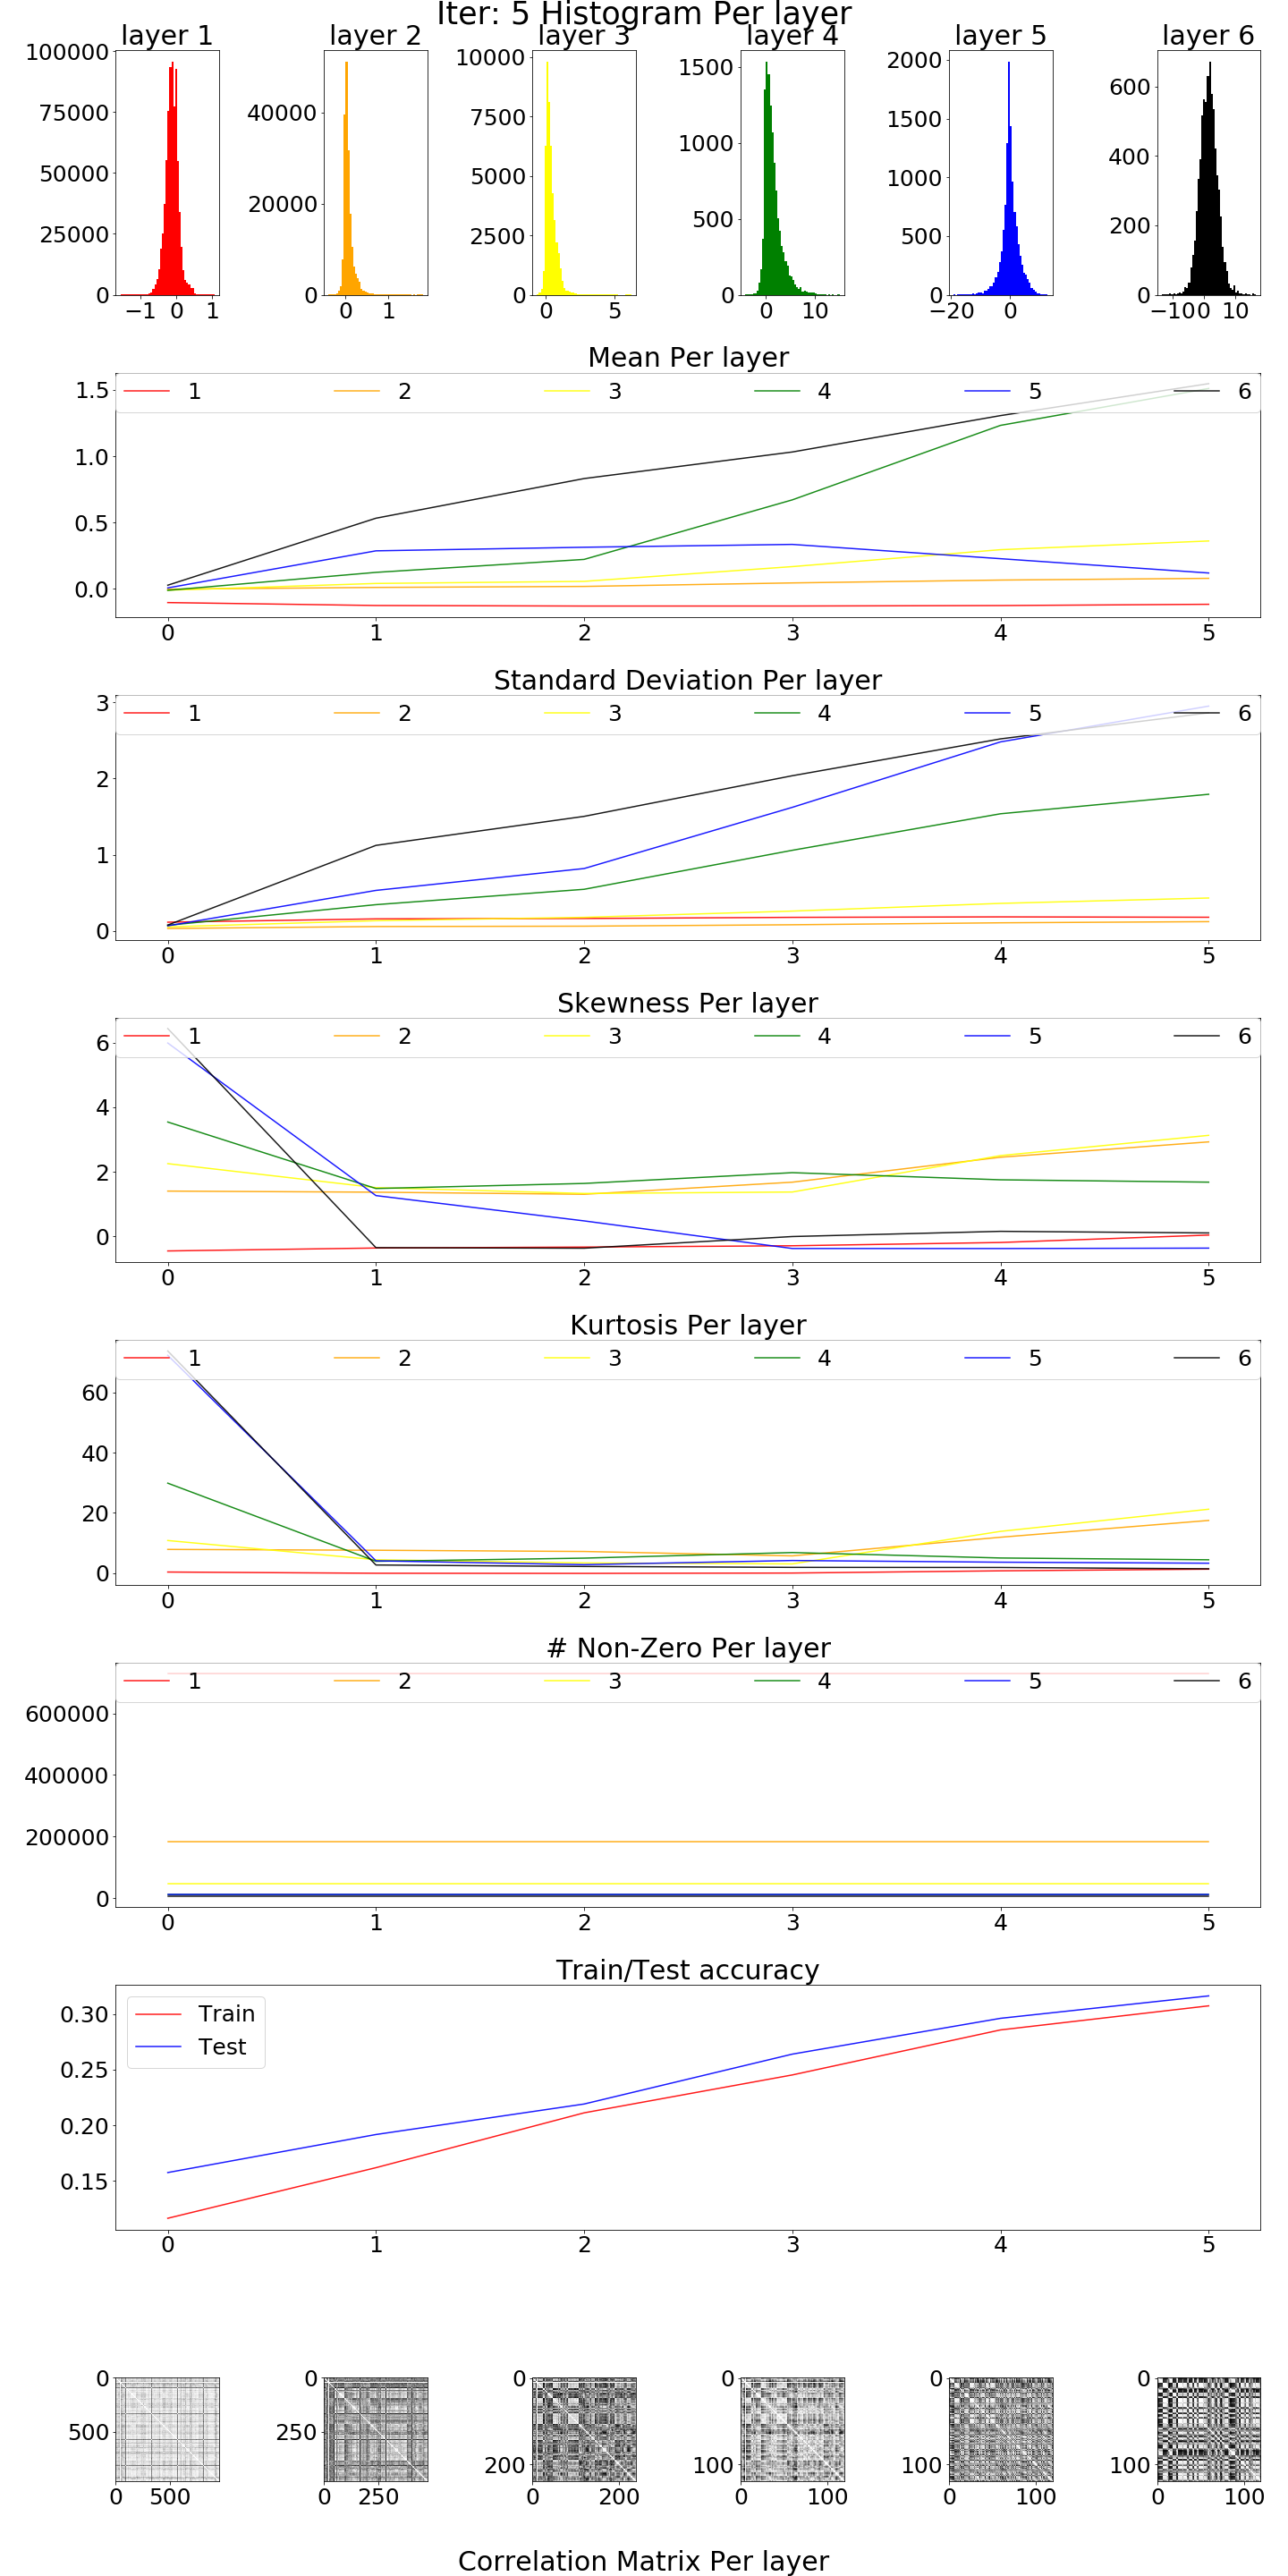 Iter: 5 Histogram Per layer
layer 1 layer 2 layer 3 layer 4 layer 5 layer 6
100000 75000 50000 25000 0
−1 0 1
40000 20000 0
0 1
10000 7500 5000 2500 0
0 5
1500 1000 500 0
0 10
2000 1500 1000 500 0
−20 0
600 400 200 0
−10 0 10
Mean Per layer
1 2 3 4 5 6
1.5
1.0
0.5
0.0
0 1 2 3 4 5
Standard Deviation Per layer
1 2 3 4 5 6
3
2
1
0
0 1 2 3 4 5
Skewness Per layer
1 2 3 4 5 6
6
4
2
0
0 1 2 3 4 5
Kurtosis Per layer
1 2 3 4 5 6
60
40
20
0
0 1 2 3 4 5
# Non-Zero Per layer
1 2 3 4 5 6
600000
400000
200000
0
0 1 2 3 4 5
Train/Test accuracy
Train
Test
0.30
0.25
0.20
0.15
0 1 2 3 4 5
0 0 0 0 0 0
500 250 200 100 100 100
0 500 0 250 0 200 0 100 0 100 0 100
Correlation Matrix Per layer